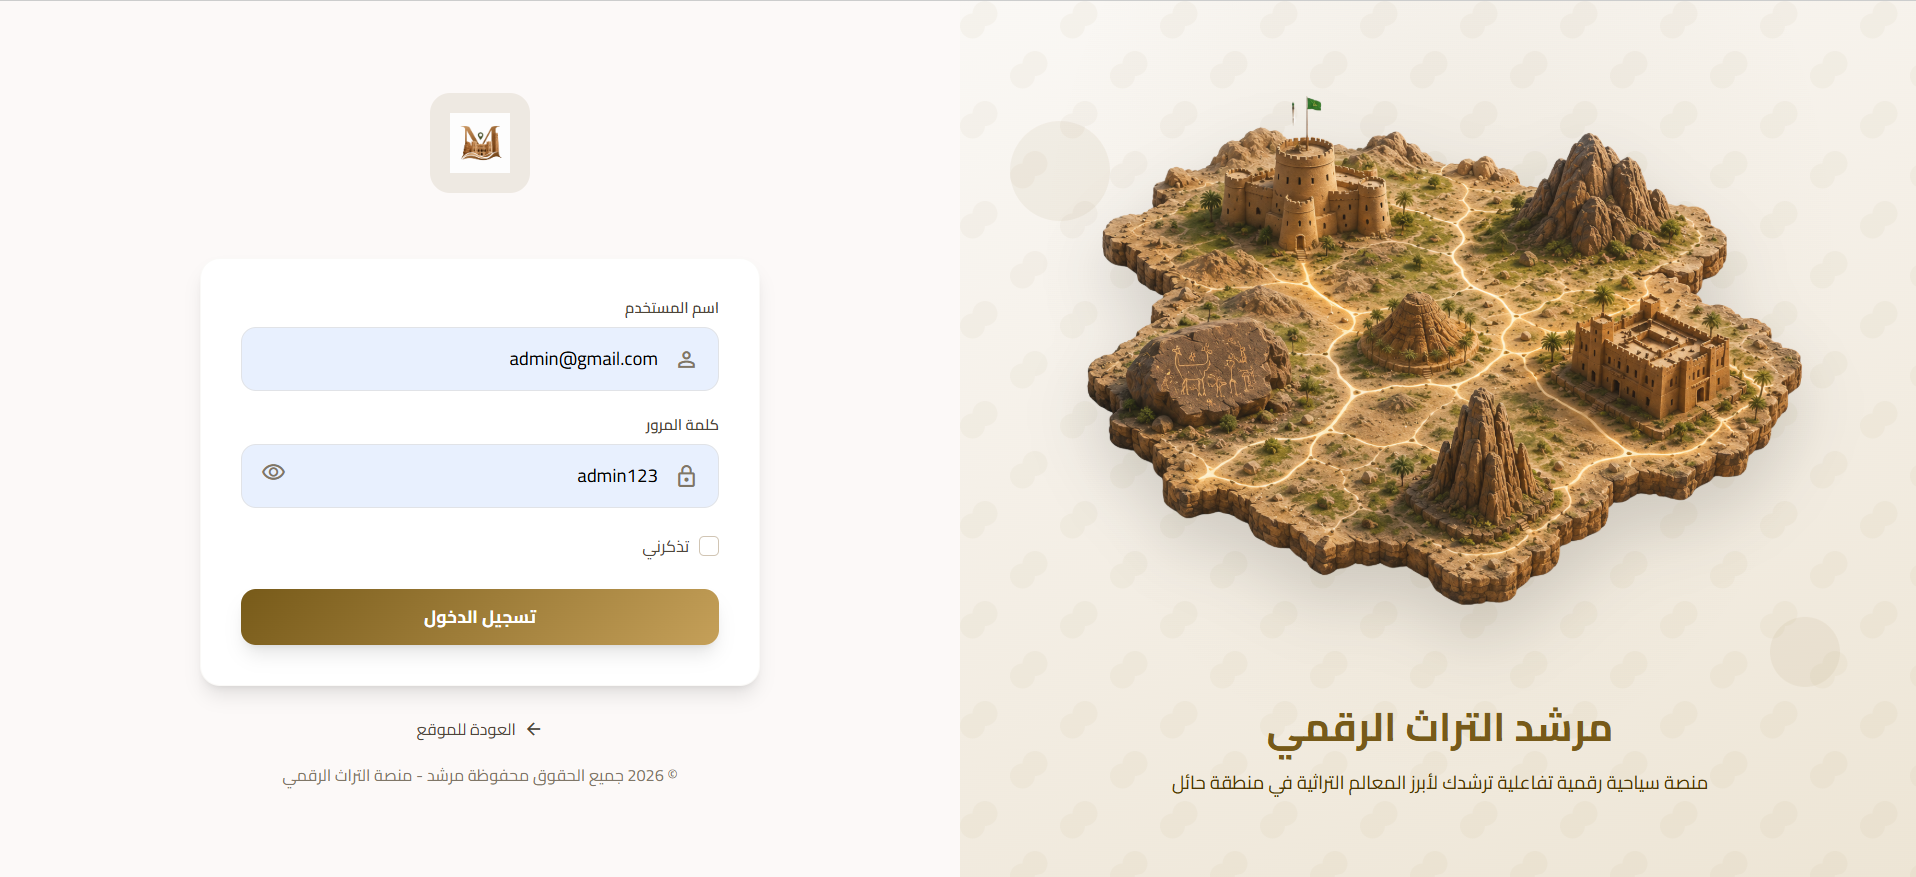 اسم المستخدم
admin@gmail.com
كلمة المرور
admin123
تذكرني
تسجيل الدخول
العودة للموقع
© 2026 جميع الحقوق محفوظة مرشد - منصة التراث الرقمي
مرشد التراث الرقمي
منصة سياحية رقمية تفاعلية ترشدك لأبرز المعالم التراثية في منطقة حائل